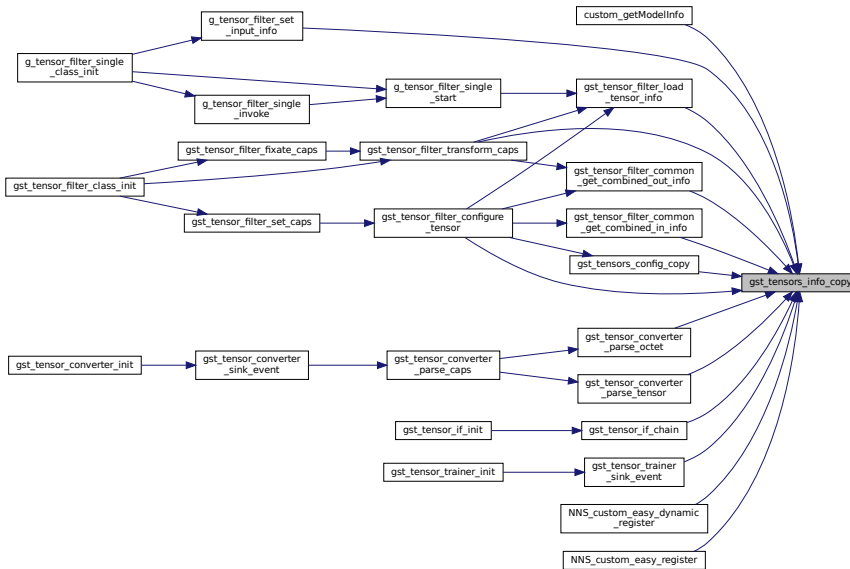 custom_getModelInfo
g_tensor_filter_set
_input_info
g_tensor_filter_single
_class_init
g_tensor_filter_single
_start
gst_tensor_filter_load
_tensor_info
g_tensor_filter_single
_invoke
gst_tensor_filter_fixate_caps
gst_tensor_filter_transform_caps
gst_tensor_filter_common
_get_combined_out_info
gst_tensor_filter_class_init
gst_tensor_filter_set_caps
gst_tensor_filter_configure
_tensor
gst_tensor_filter_common
_get_combined_in_info
gst_tensors_config_copy
gst_tensors_info_copy
gst_tensor_converter
_parse_octet
gst_tensor_converter_init
gst_tensor_converter
_sink_event
gst_tensor_converter
_parse_caps
gst_tensor_converter
_parse_tensor
gst_tensor_if_init
gst_tensor_if_chain
gst_tensor_trainer_init
gst_tensor_trainer
_sink_event
NNS_custom_easy_dynamic
_register
NNS_custom_easy_register